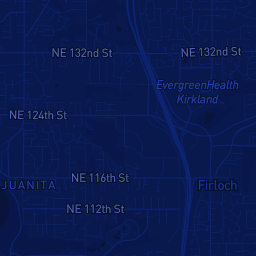 NE 132nd St
NE 132nd St
EvergreenHealth
Kirkland
NE 124th St
NE 116th St
JUANITA
Firloch
NE 112th St